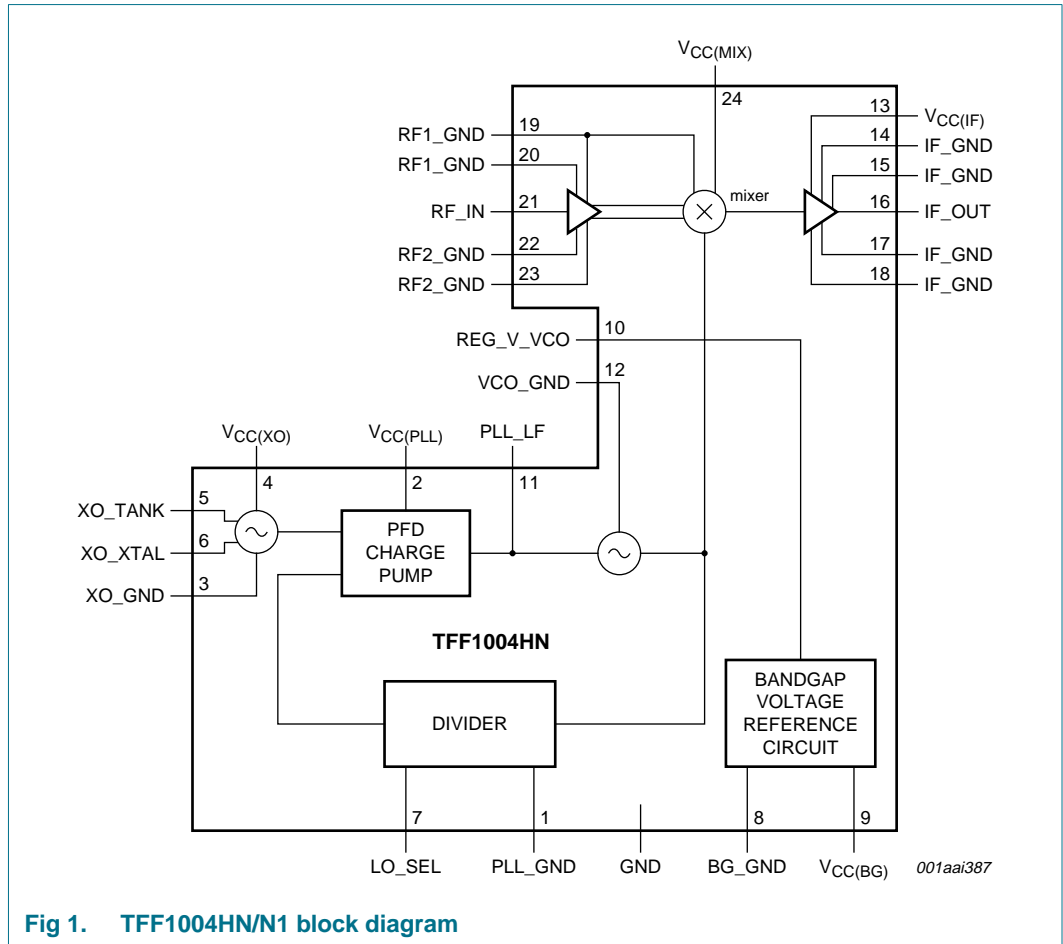 VCC(MIX)
24
RF1_GND 19
RF1_GND 20
RF_IN 21
RF2_GND 22
RF2_GND 23
mixer
13 VCC(IF)
14 IF_GND
15 IF_GND
16 IF_OUT
17 IF_GND
18 IF_GND
REG_V_VCO 10
VCO_GND 12
VCC(XO) VCC(PLL) PLL_LF
4 2 11
XO_TANK 5
XO_XTAL 6
XO_GND 3
PFD
CHARGE
PUMP
TFF1004HN
DIVIDER
BANDGAP
VOLTAGE
REFERENCE
CIRCUIT
7 1 8 9
LO_SEL PLL_GND GND BG_GND VCC(BG) 001aai387
Fig 1. TFF1004HN/N1 block diagram